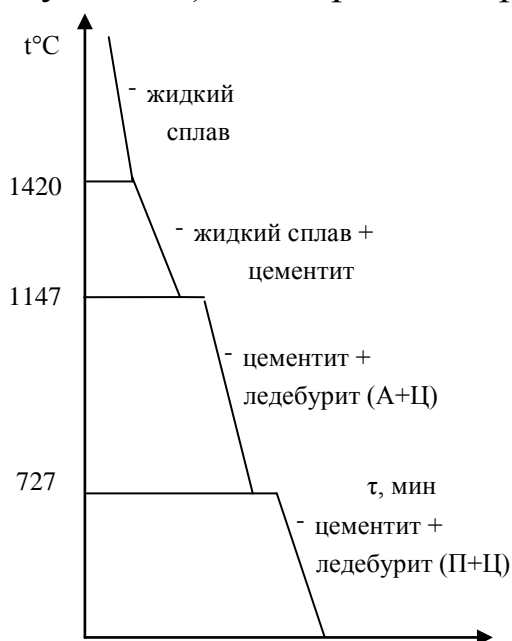 t°C
- жидкий
сплав
1420
- жидкий сплав +
цементит
1147
- цементит +
ледебурит (А+Ц)
727
τ, мин
- цементит +
ледебурит (П+Ц)